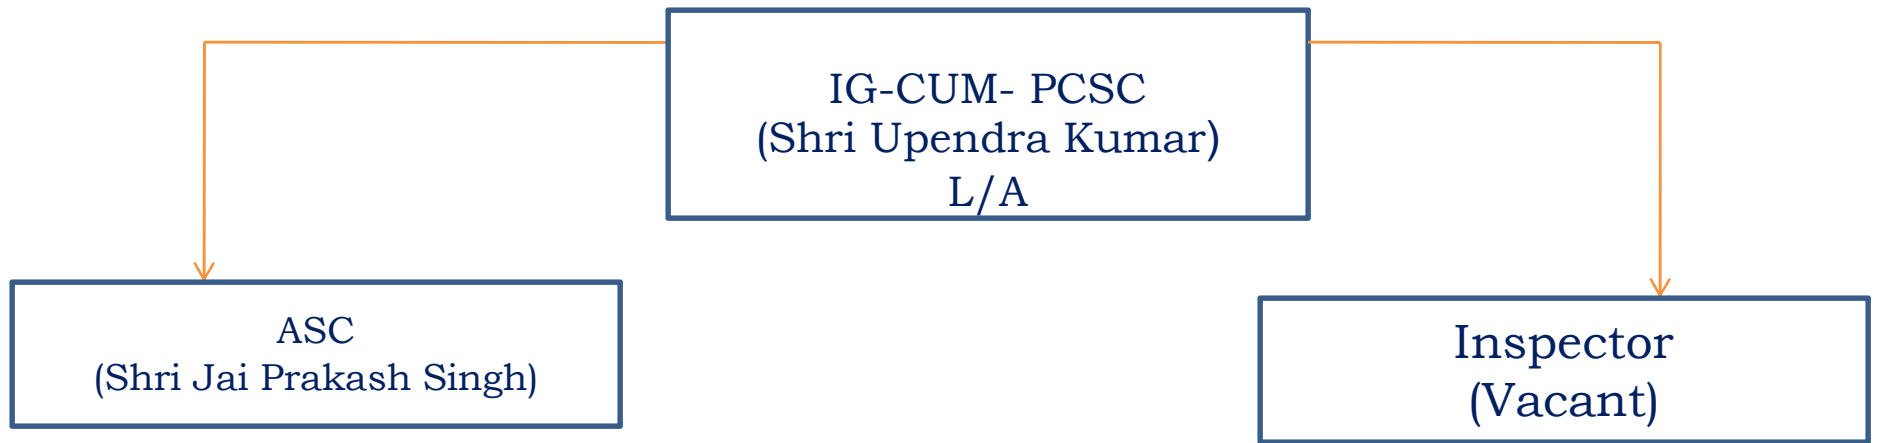 IG-CUM- PCSC
(Shri Upendra Kumar)
L/A
ASC
(Shri Jai Prakash Singh)
Inspector
(Vacant)